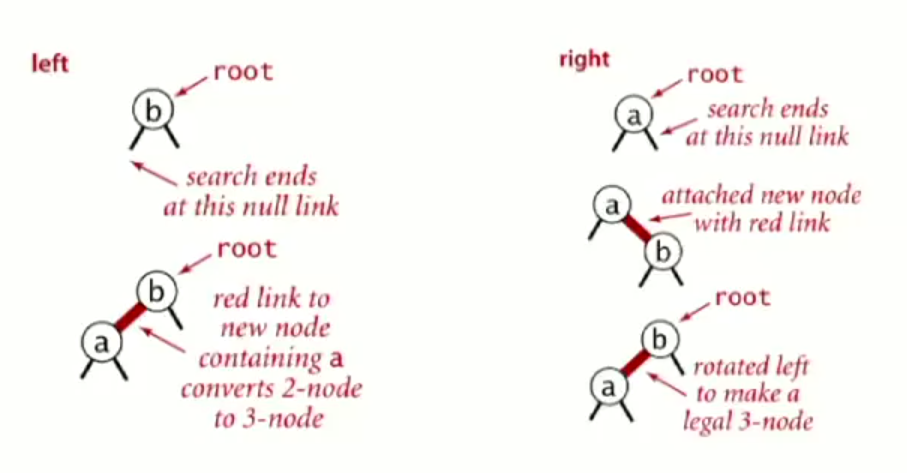 left
root
b
search ends
at this null link
root
b
a
red link to
new node
containing a
converts 2-node
to 3-node
right
root
a
search ends
at this null link
a
attached new node
with red link
b
root
b
a
rotated left
to make a
legal 3-node